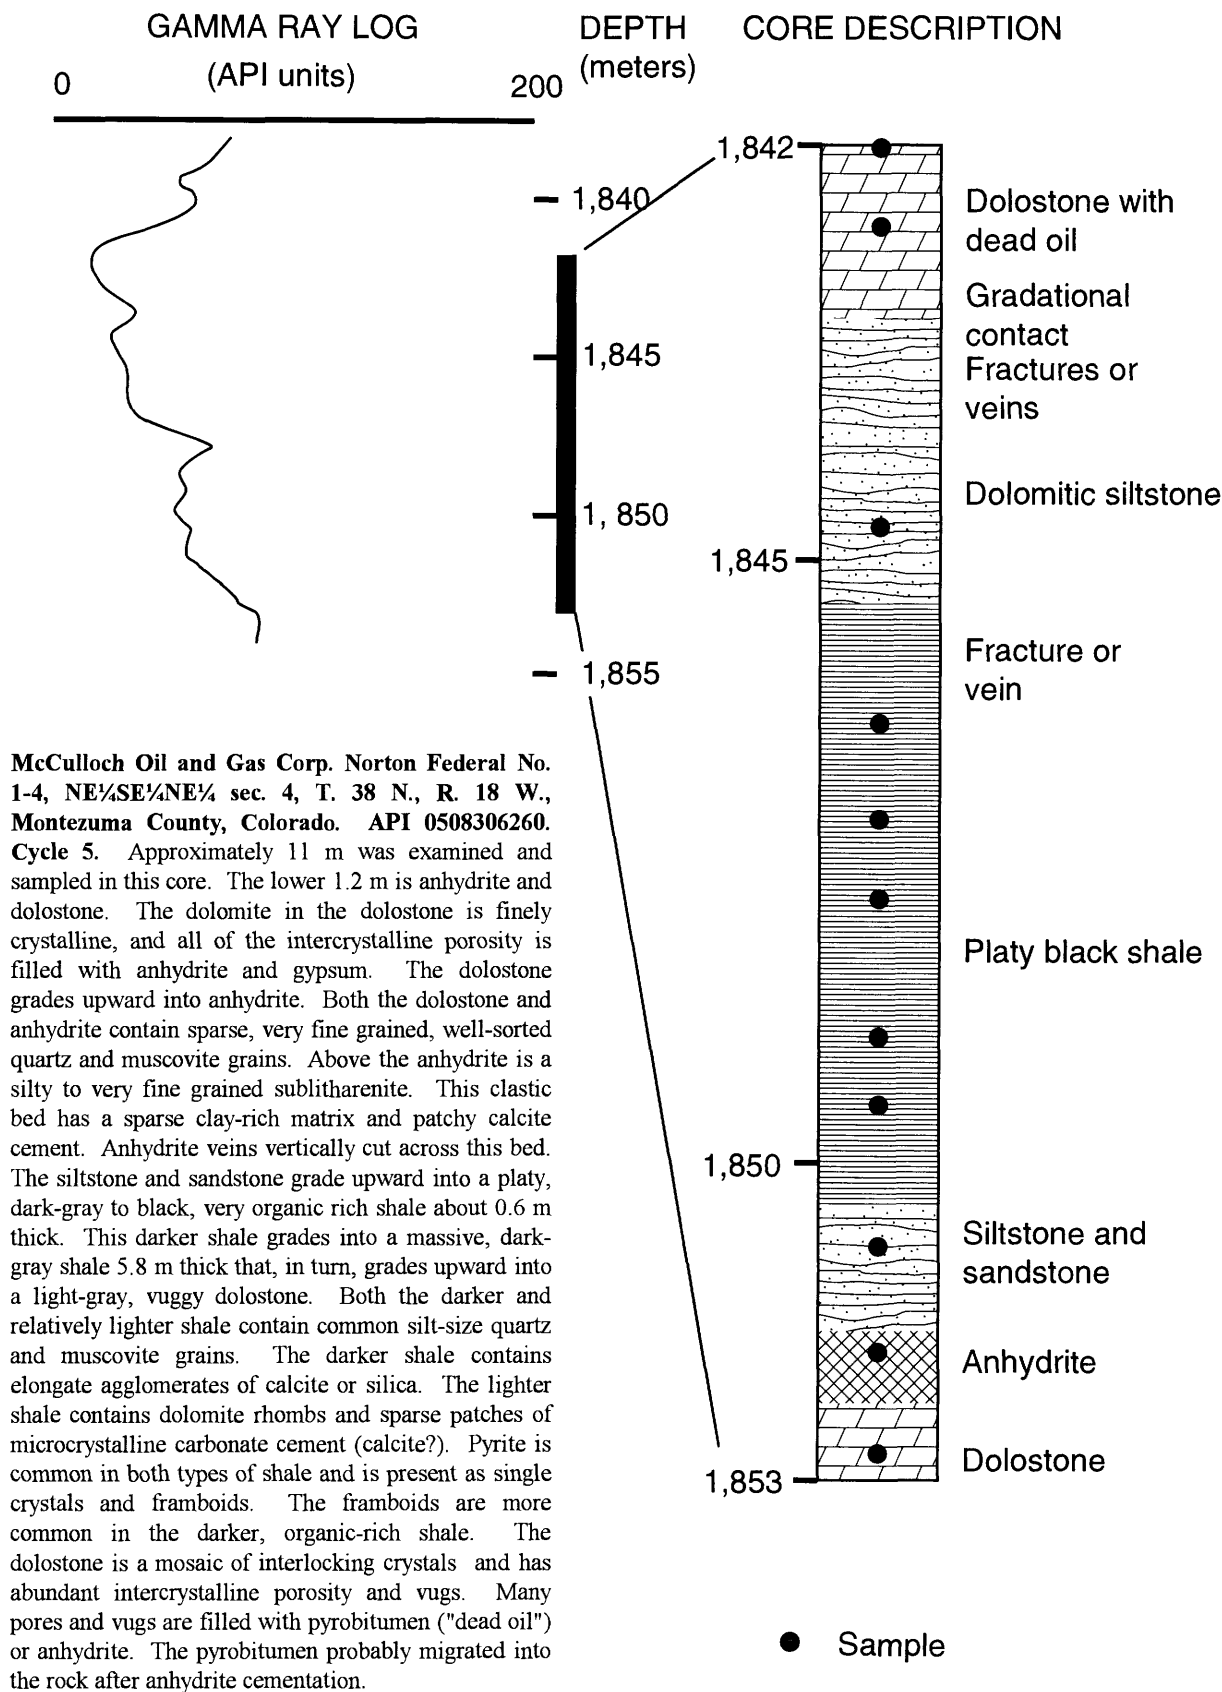 GAMMA RAY LOG
(API units)
0
200
DEPTH
(meters)
CORE DESCRIPTION
1,840
1,845
1, 850
1,855
1,842
1,845
1,850
1,853
Dolostone with
dead oil
Gradational
contact
Fractures or
veins
Dolomitic siltstone
Fracture or
vein
Platy black shale
Siltstone and
sandstone
Anhydrite
Dolostone
Sample
McCulloch Oil and Gas Corp. Norton Federal No.
1-4, NE¼SE¼NE¼ sec. 4, T. 38 N., R. 18 W.,
Montezuma County, Colorado. API 0508306260.
Cycle 5. Approximately 11 m was examined and
sampled in this core. The lower 1.2 m is anhydrite and
dolostone. The dolomite in the dolostone is finely
crystalline, and all of the intercrystalline porosity is
filled with anhydrite and gypsum. The dolostone
grades upward into anhydrite. Both the dolostone and
anhydrite contain sparse, very fine grained, well-sorted
quartz and muscovite grains. Above the anhydrite is a
silty to very fine grained sublitharenite. This clastic
bed has a sparse clay-rich matrix and patchy calcite
cement. Anhydrite veins vertically cut across this bed.
The siltstone and sandstone grade upward into a platy,
dark-gray to black, very organic rich shale about 0.6 m
thick. This darker shale grades into a massive, dark-
gray shale 5.8 m thick that, in turn, grades upward into
a light-gray, vuggy dolostone. Both the darker and
relatively lighter shale contain common silt-size quartz
and muscovite grains. The darker shale contains
elongate agglomerates of calcite or silica. The lighter
shale contains dolomite rhombs and sparse patches of
microcrystalline carbonate cement (calcite?). Pyrite is
common in both types of shale and is present as single
crystals and framboids. The framboids are more
common in the darker, organic-rich shale. The
dolostone is a mosaic of interlocking crystals and has
abundant intercrystalline porosity and vugs. Many
pores and vugs are filled with pyrobitumen ("dead oil")
or anhydrite. The pyrobitumen probably migrated into
the rock after anhydrite cementation.